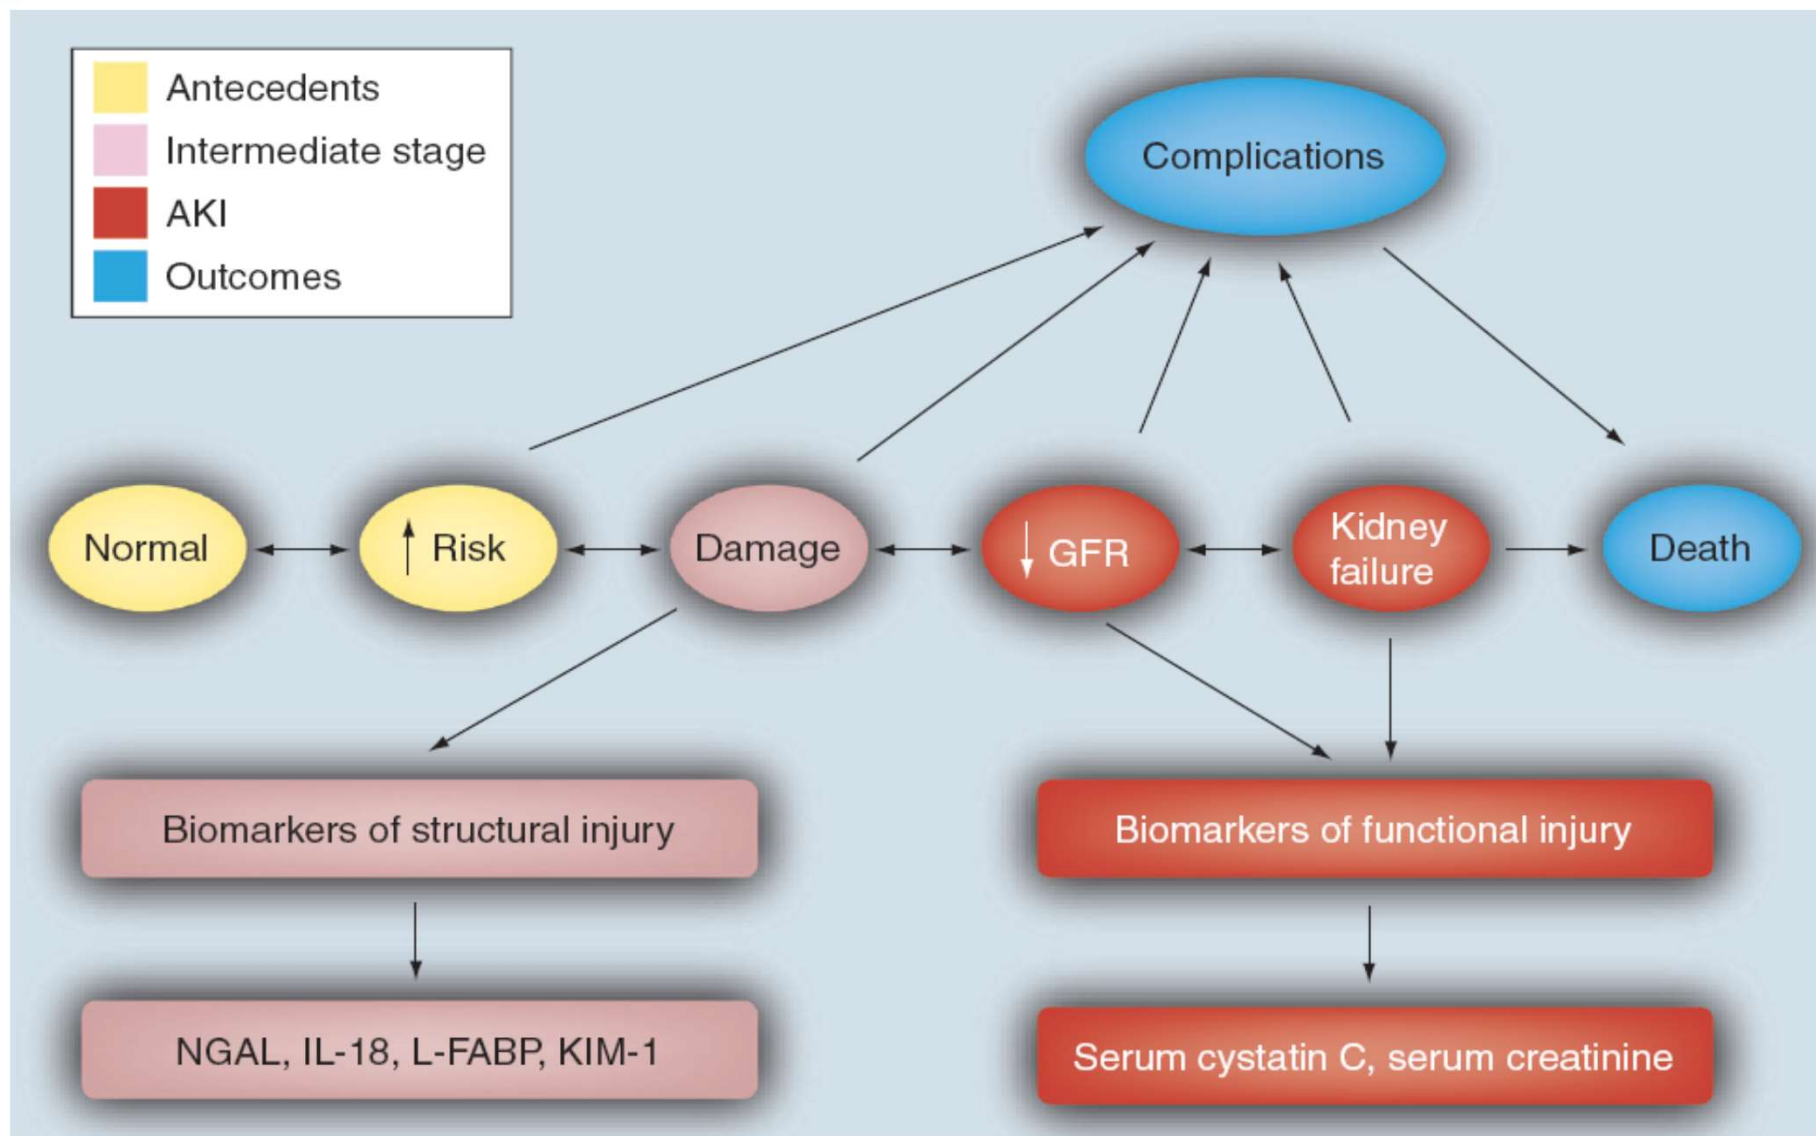 Antecedents
Intermediate stage
AKI
Outcomes
Complications
Normal
↑ Risk
Damage
↓ GFR
Kidney
failure
Death
Biomarkers of structural injury
Biomarkers of functional injury
NGAL, IL-18, L-FABP, KIM-1
Serum cystatin C, serum creatinine